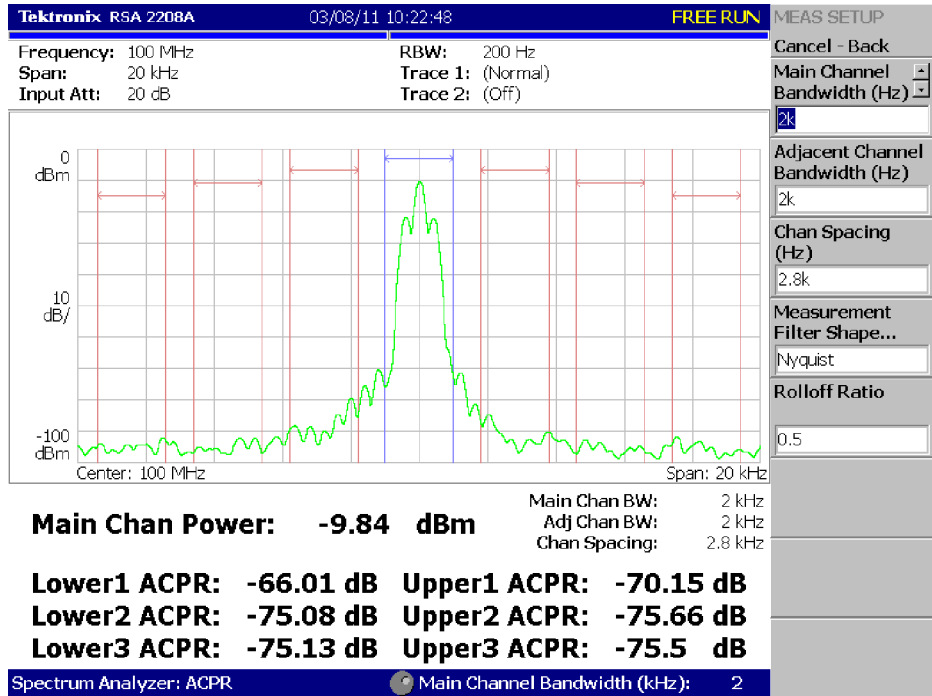 Tektronix RSA 2208A 03/08/11 10:22:48 FREE RUN
Frequency: 100 MHz RBW: 200 Hz
Span: 20 kHz Trace 1: (Normal)
Input Att: 20 dB Trace 2: (Off)
0
dBm
10
dB/
-100
dBm
Center: 100 MHz Span: 20 kHz
Main Chan Power: -9.84 dBm
Main Chan BW: 2 kHz
Adj Chan BW: 2 kHz
Chan Spacing: 2.8 kHz
Lower1 ACPR: -66.01 dB Upper1 ACPR: -70.15 dB
Lower2 ACPR: -75.08 dB Upper2 ACPR: -75.66 dB
Lower3 ACPR: -75.13 dB Upper3 ACPR: -75.5 dB
Spectrum Analyzer: ACPR Main Channel Bandwidth (kHz): 2
MEAS SETUP
Cancel - Back
Main Channel
Bandwidth (Hz)
2k
Adjacent Channel
Bandwidth (Hz)
2k
Chan Spacing
(Hz)
2.8k
Measurement
Filter Shape...
Nyquist
Rolloff Ratio
0.5